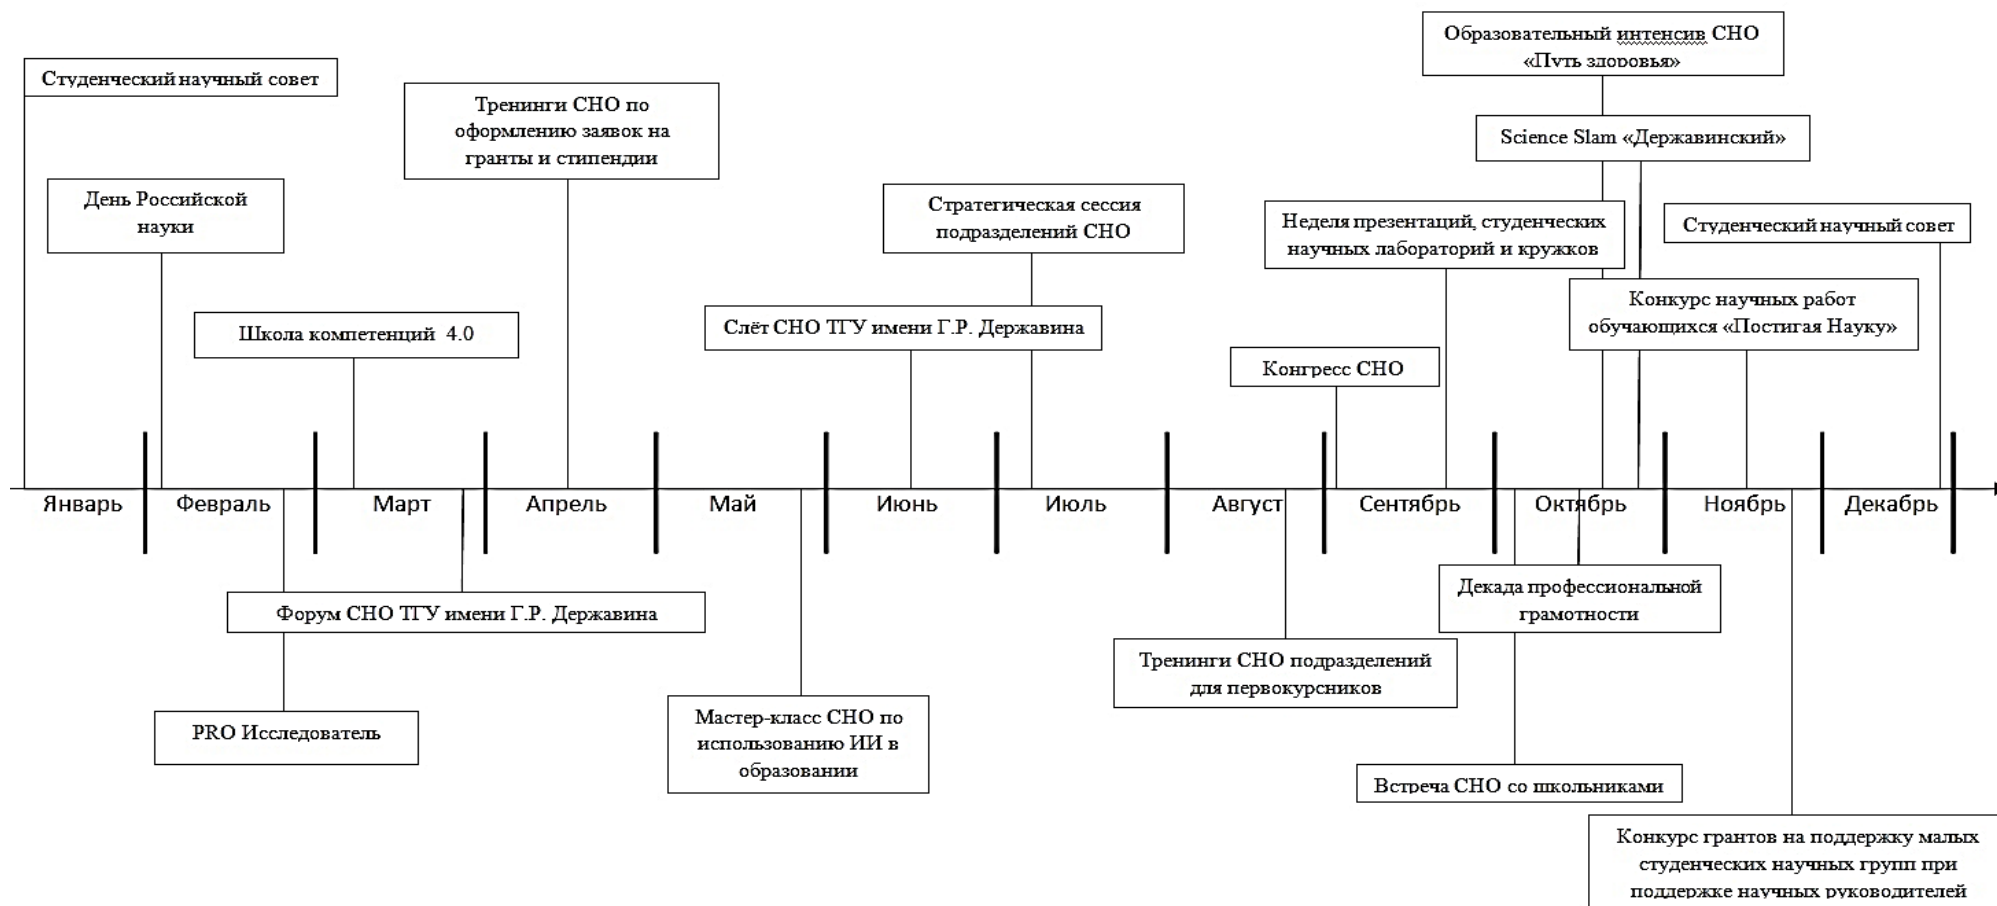 Образовательный интенсив СНО
«Путь здоровья»
Студенческий научный совет
Тренинги СНО по
оформлению заявок на
гранты и стипендии
Science Slam «Державинский»
День Российской
науки
Стратегическая сессия
подразделений СНО
Неделя презентаций, студенческих
научных лабораторий и кружков
Студенческий научный совет
Школа компетенций 4.0
Слёт СНО ТГУ имени Г.Р. Державина
Конкурс научных работ
обучающихся «Постигая Науку»
Конгресс СНО
Январь
Февраль
Март
Апрель
Май
Июнь
Июль
Август
Сентябрь
Октябрь
Ноябрь
Декабрь
Форум СНО ТГУ имени Г.Р. Державина
Декада профессиональной
грамотности
Тренинги СНО подразделений
для первокурсников
PRO Исследователь
Мастер-класс СНО по
использованию ИИ в
образовании
Встреча СНО со школьниками
Конкурс грантов на поддержку малых
студенческих научных групп при
поддержке научных руководителей